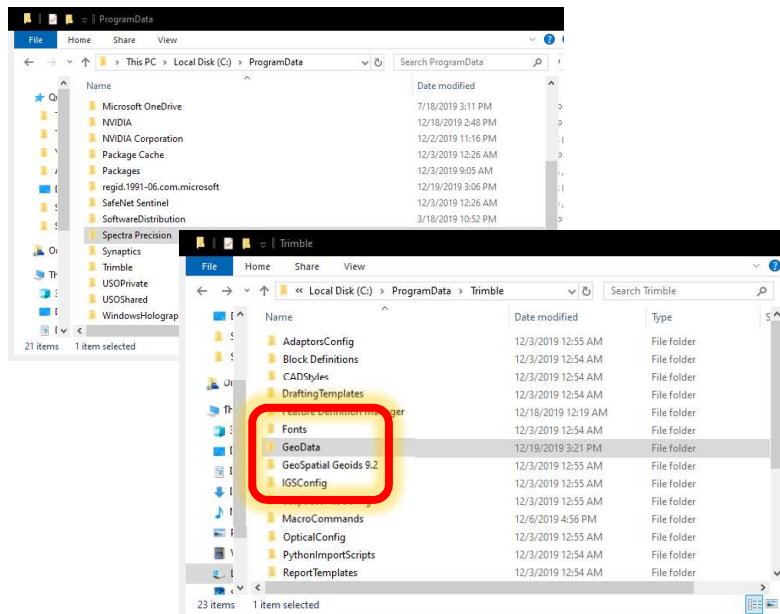 ProgramData
File Home Share View
This PC > Local Disk (C:) > ProgramData
Search ProgramData
Name Date modified
Microsoft OneDrive 7/18/2019 3:11 PM
NVIDIA 12/18/2019 2:48 PM
NVIDIA Corporation 12/2/2019 11:16 PM
Package Cache 12/3/2019 12:26 AM
Packages 12/3/2019 9:05 AM
regid.1991-06.com.microsoft 12/19/2019 3:06 PM
SafeNet Sentinel 12/3/2019 12:26 AM
SoftwareDistribution 3/18/2019 10:52 PM
Spectra Precision
Synaptics
Trimble
USOPrivate
USOShared
WindowsHolograp
21 items 1 item selected
Trimble
File Home Share View
« Local Disk (C:) > ProgramData > Trimble
Search Trimble
Name Date modified Type
AdaptorsConfig 12/3/2019 12:55 AM File folder
Block Definitions 12/3/2019 12:54 AM File folder
CADStyles 12/3/2019 12:54 AM File folder
DraftingTemplates 12/3/2019 12:54 AM File folder
Feature Definition Manager 12/18/2019 12:19 AM File folder
Fonts 12/3/2019 12:54 AM File folder
GeoData 12/19/2019 3:21 PM File folder
GeoSpatial Geoids 9.2 12/3/2019 12:55 AM File folder
IGSConfig 12/3/2019 12:55 AM File folder
12/3/2019 12:55 AM File folder
MacroCommands 12/6/2019 4:56 PM File folder
OpticalConfig 12/3/2019 12:55 AM File folder
PythonImportScripts 12/3/2019 12:54 AM File folder
ReportTemplates 12/3/2019 12:54 AM File folder
23 items 1 item selected